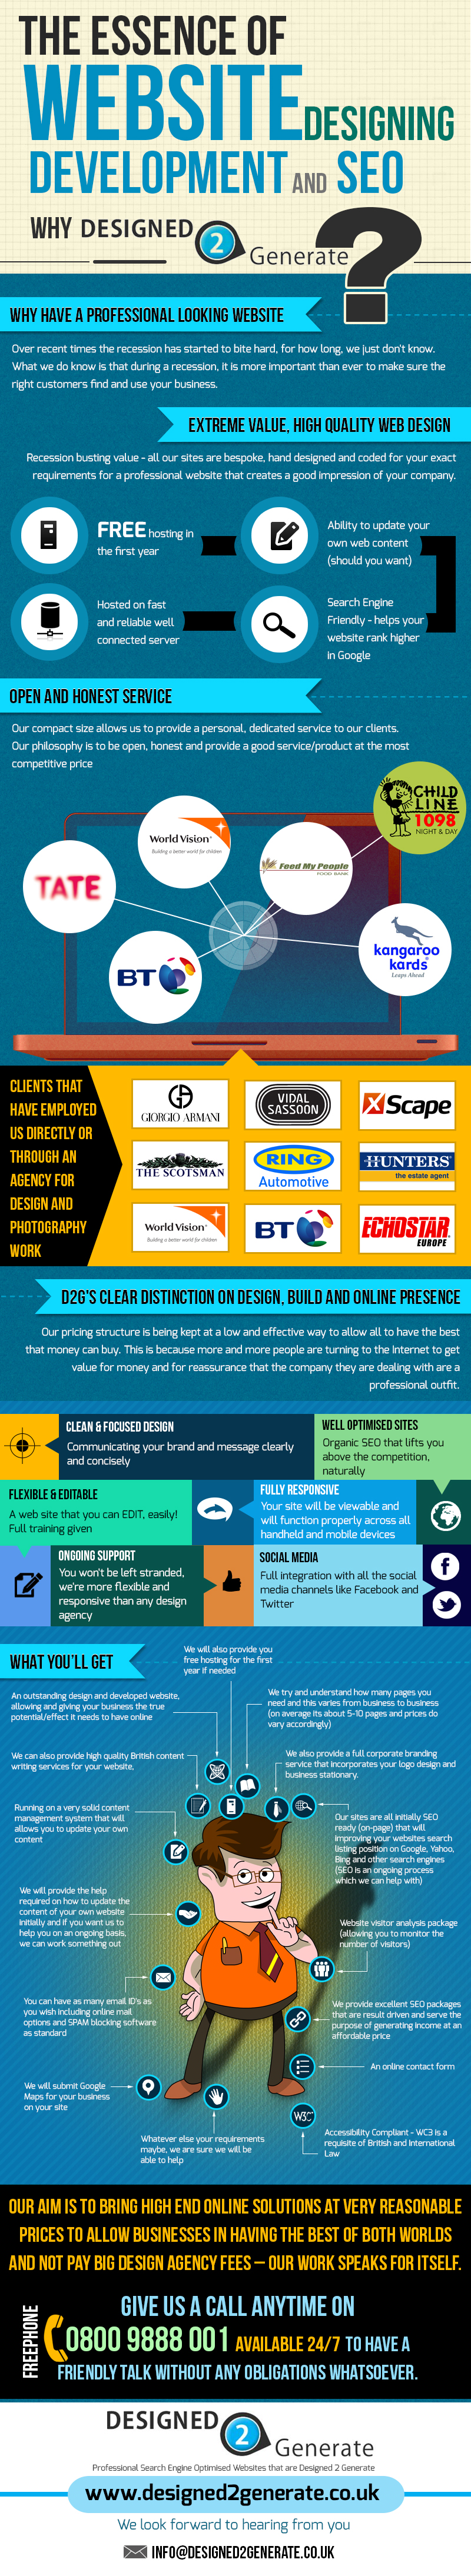 THE ESSENCE OF
WEBSITE DESIGNING
DEVELOPMENT AND SEO
WHY DESIGNED 2 Generate ?
WHY HAVE A PROFESSIONAL LOOKING WEBSITE
Over recent times the recession has started to bite hard, for how long, we just don't know.
What we do know is that during a recession, it is more important than ever to make sure the
right customers find and use your business.
EXTREME VALUE, HIGH QUALITY WEB DESIGN
Recession busting value - all our sites are bespoke, hand designed and coded for your exact
requirements for a professional website that creates a good impression of your company.
FREE hosting in
the first year
Ability to update your
own web content
(should you want)
Hosted on fast
and reliable well
connected server
Search Engine
Friendly - helps your
website rank higher
in Google
OPEN AND HONEST SERVICE
Our compact size allows us to provide a personal, dedicated service to our clients.
Our philosophy is to be open, honest and provide a good service/product at the most
competitive price
CHILD
LINE
1098
NIGHT & DAY
World Vision
Building a better world for children
Feed My People
FOOD BANK
TATE
kangaroo
kards
Leaps Ahead
BT
CLIENTS THAT
HAVE EMPLOYED
US DIRECTLY OR
THROUGH AN
AGENCY FOR
DESIGN AND
PHOTOGRAPHY
WORK
GIORGIO ARMANI
VIDAL
SASSOON
XScape
THE SCOTSMAN
RING
Automotive
HUNTERS
the estate agent
World Vision
Building a better world for children
BT
ECHOSTAR
EUROPE
D2G'S CLEAR DISTINCTION ON DESIGN, BUILD AND ONLINE PRESENCE
Our pricing structure is being kept at a low and effective way to allow all to have the best
that money can buy. This is because more and more people are turning to the Internet to get
value for money and for reassurance that the company they are dealing with are a
professional outfit.
CLEAN & FOCUSED DESIGN
Communicating your brand and message clearly
and concisely
WELL OPTIMISED SITES
Organic SEO that lifts you
above the competition,
naturally
FLEXIBLE & EDITABLE
A web site that you can EDIT, easily!
Full training given
FULLY RESPONSIVE
Your site will be viewable and
will function properly across all
handheld and mobile devices
ONGOING SUPPORT
You won't be left stranded,
we're more flexible and
responsive than any design
agency
SOCIAL MEDIA
Full integration with all the social
media channels like Facebook and
Twitter
WHAT YOU'LL GET
We will also provide you
free hosting for the first
year if needed
An outstanding design and developed website,
allowing and giving your business the true
potential/effect it needs to have online
We try and understand how many pages you
need and this varies from business to business
(on average its about 5-10 pages and prices do
vary accordingly)
We can also provide high quality British content
writing services for your website.
We also provide a full corporate branding
service that incorporates your logo design and
business stationary.
Running on a very solid content
management system that will
allows you to update your own
content
Our sites are all initially SEO
ready (on-page) that will
improving your websites search
listing position on Google, Yahoo,
Bing and other search engines
(SEO is an ongoing process
which we can help with)
We will provide the help
required on how to update the
content of your own website
initially and if you want us to
help you on an ongoing basis,
we can work something out
Website visitor analysis package
(allowing you to monitor the
number of visitors)
You can have as many email ID's as
you wish including online mail
options and SPAM blocking software
as standard
We provide excellent SEO packages
that are result driven and serve the
purpose of generating income at an
affordable price
An online contact form
We will submit Google
Maps for your business
on your site
W3C
Whatever else your requirements
maybe, we are sure we will be
able to help
Accessibility Compliant - WC3 is a
requisite of British and International
Law
OUR AIM IS TO BRING HIGH END ONLINE SOLUTIONS AT VERY REASONABLE
PRICES TO ALLOW BUSINESSES IN HAVING THE BEST OF BOTH WORLDS
AND NOT PAY BIG DESIGN AGENCY FEES – OUR WORK SPEAKS FOR ITSELF.
GIVE US A CALL ANYTIME ON
FREEPHONE
0800 9888 001 AVAILABLE 24/7 TO HAVE A
FRIENDLY TALK WITHOUT ANY OBLIGATIONS WHATSOEVER.
DESIGNED 2 Generate
Professional Search Engine Optimised Websites that are Designed 2 Generate
www.designed2generate.co.uk
We look forward to hearing from you
INFO@DESIGNED2GENERATE.CO.UK